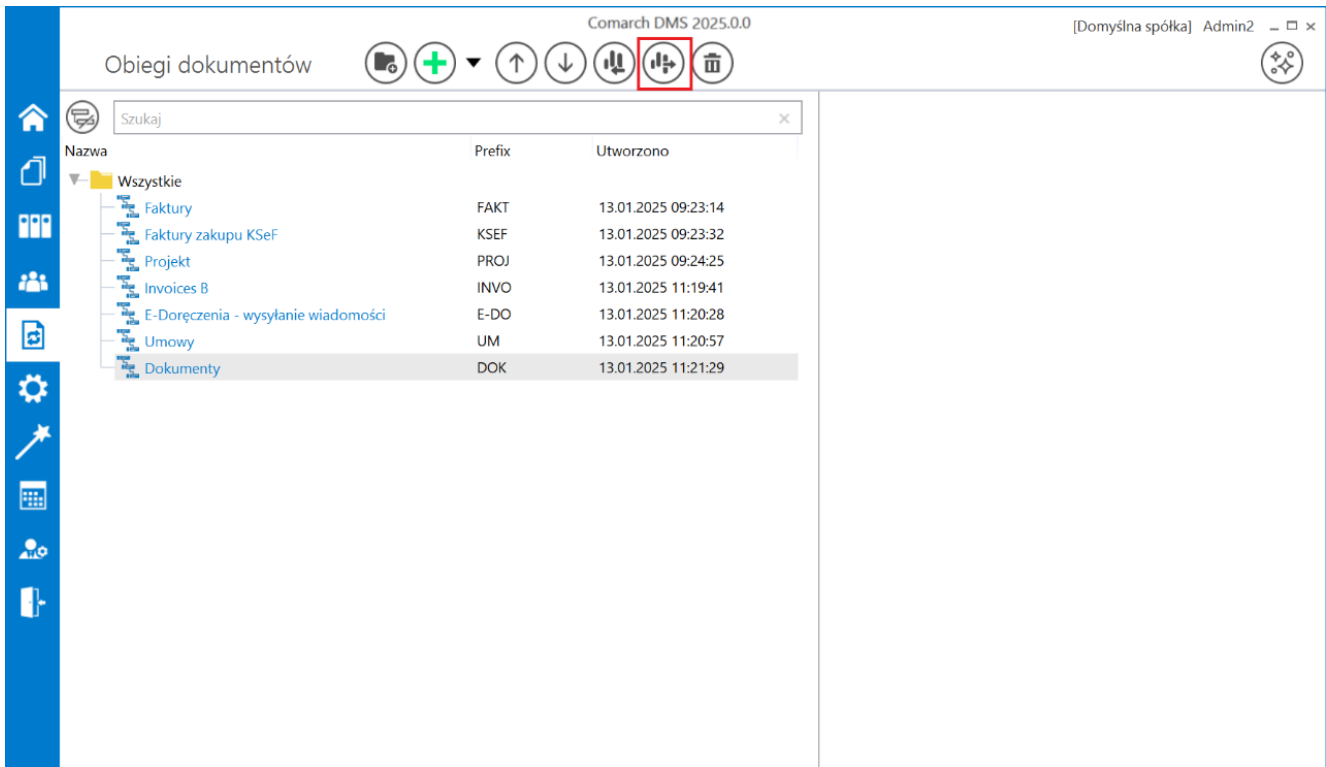 Comarch DMS 2025.0.0
[Domyślna spółka] Admin2
Obiegi dokumentów
Szukaj
Nazwa Prefix Utworzono
Wszystkie
Faktury FAKT 13.01.2025 09:23:14
Faktury zakupu KSeF KSEF 13.01.2025 09:23:32
Projekt PROJ 13.01.2025 09:24:25
Invoices B INVO 13.01.2025 11:19:41
E-Doręczenia - wysyłanie wiadomości E-DO 13.01.2025 11:20:28
Umowy UM 13.01.2025 11:20:57
Dokumenty DOK 13.01.2025 11:21:29